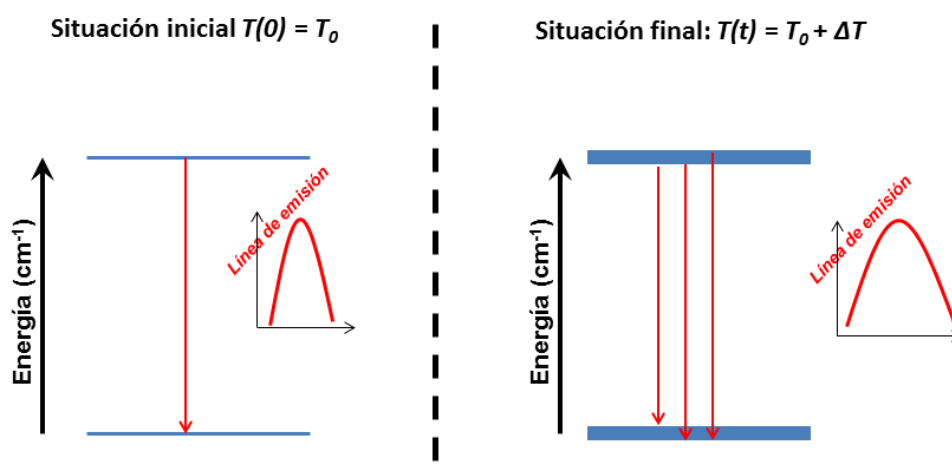 Situación inicial T(0) = T₀
Situación final: T(t) = T₀ + ΔT
Energía (cm⁻¹)
Línea de emisión
Energía (cm⁻¹)
Línea de emisión